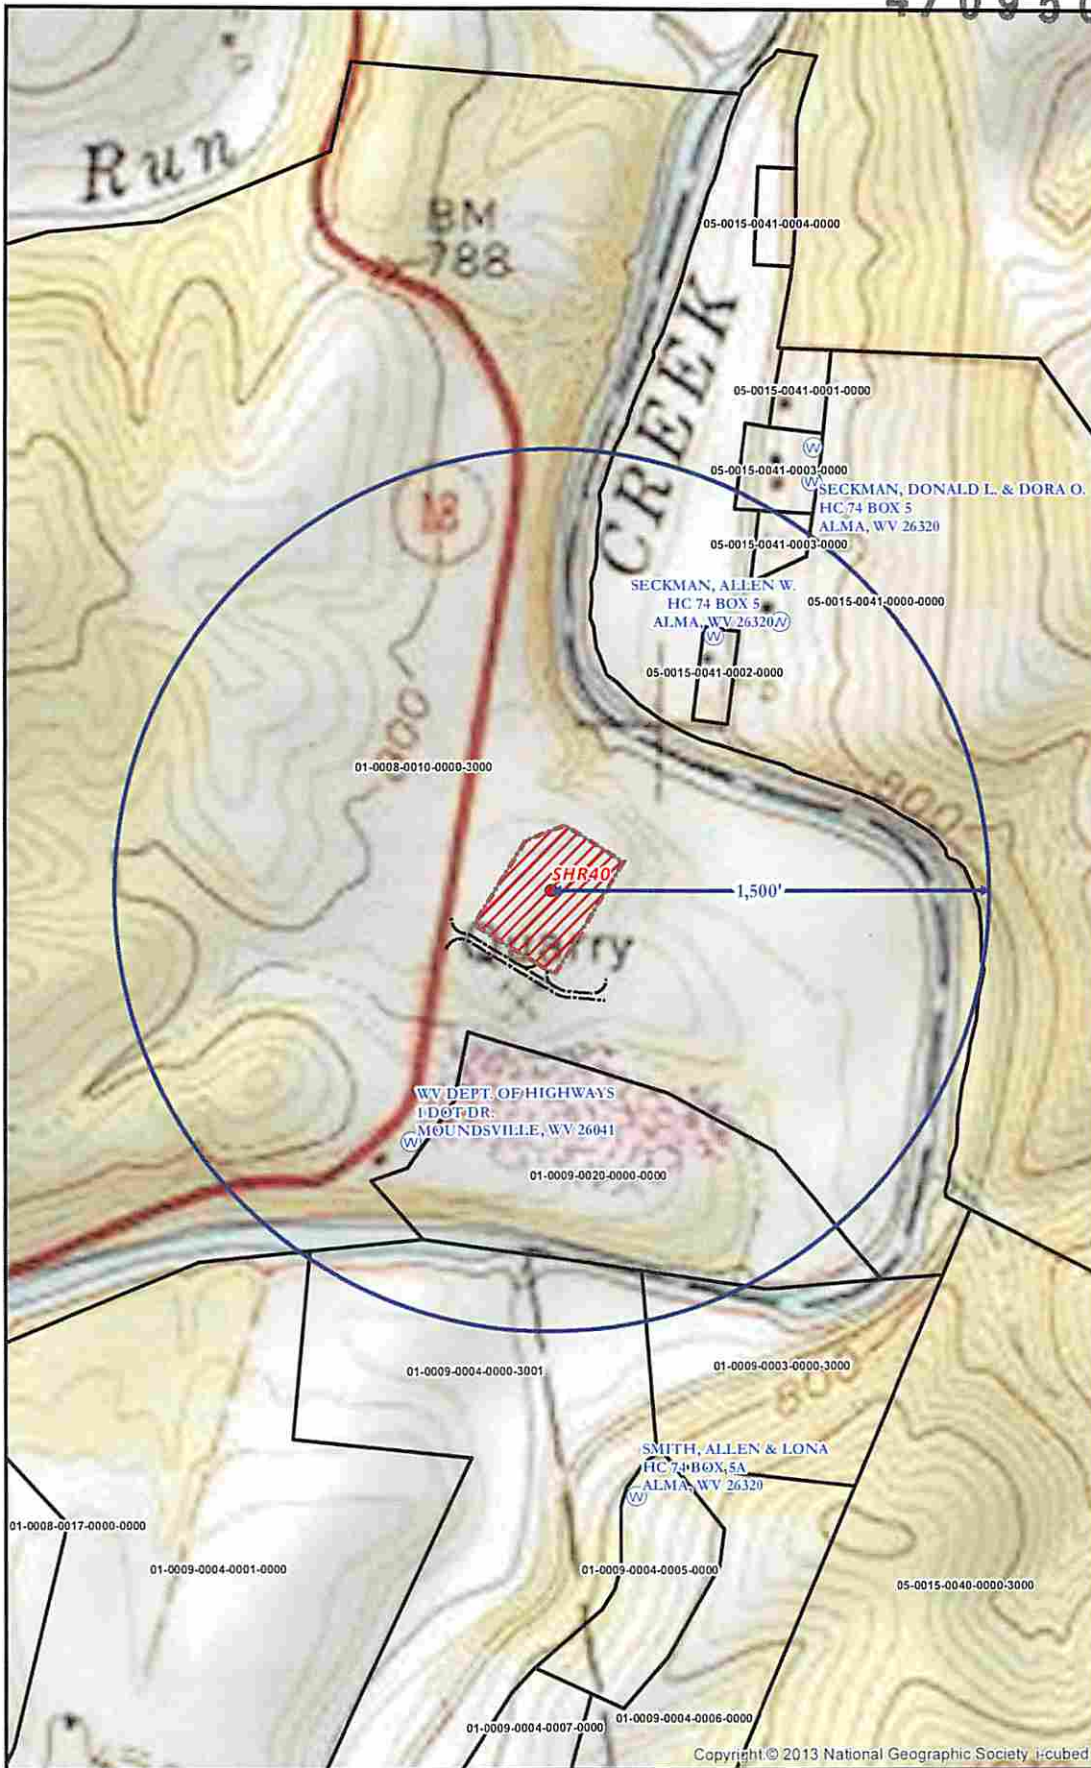 Run
BM
788
05-0015-0041-0004-0000
CREEK
05-0015-0041-0001-0000
W
05-0015-0041-0003-0000
W
SECKMAN, DONALD L. & DORA O.
HC 74 BOX 5
ALMA, WV 26320
18
05-0015-0041-0003-0000
SECKMAN, ALLEN W.
HC 74 BOX 5
ALMA, WV 26320
W
W
05-0015-0041-0000-0000
05-0015-0041-0002-0000
800
01-0008-0010-0000-3000
900
SHR40
1,500'
Quarry
WV DEPT. OF HIGHWAYS
1 DOT DR.
MOUNDSVILLE, WV 26041
W
01-0009-0020-0000-0000
01-0009-0004-0000-3001
01-0009-0003-0000-3000
800
SMITH, ALLEN & LONA
HC 74 BOX 5A
ALMA, WV 26320
W
01-0008-0017-0000-0000
01-0009-0004-0001-0000
01-0009-0004-0005-0000
05-0015-0040-0000-3000
01-0009-0004-0007-0000
01-0009-0004-0006-0000
Copyright:© 2013 National Geographic Society, i-cubed